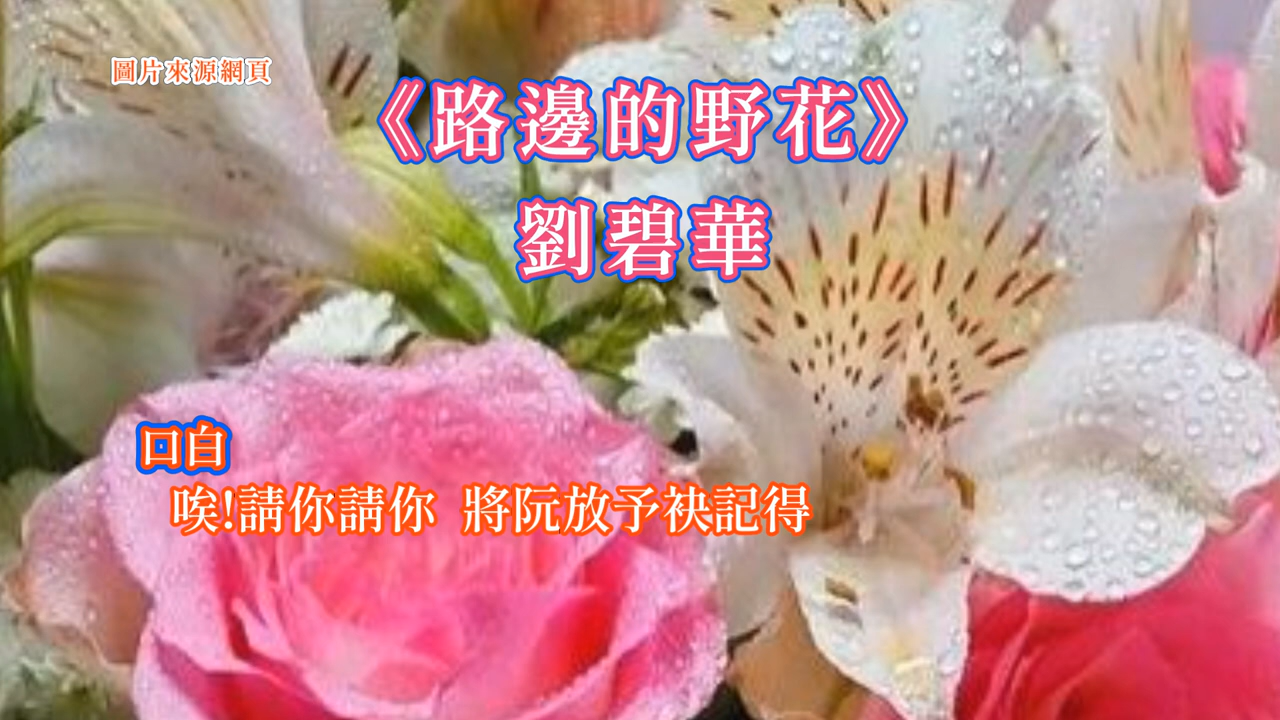 圖片來源網頁
《路邊的野花》
劉碧華
口白
唉!請你請你 將阮放予袂記得